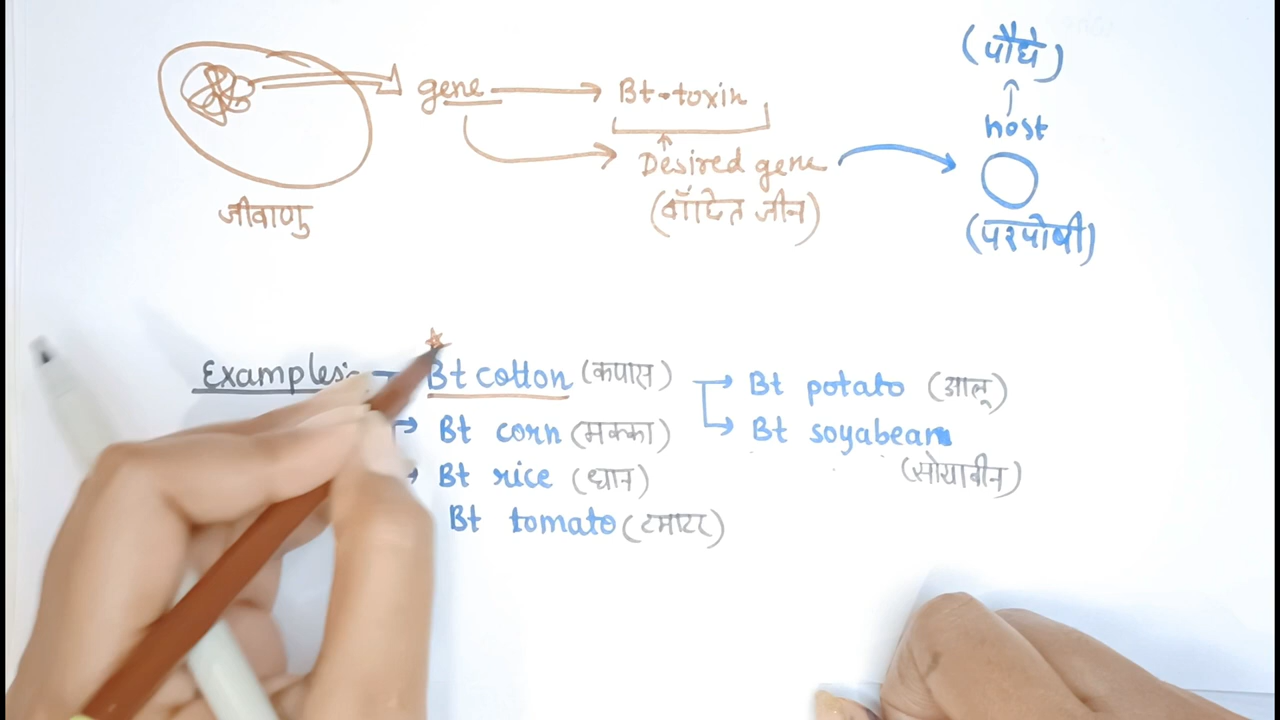 (पौधे)
gene
Bt-toxin
host
Desired gene
(वाँछित जीन)
जीवाणु
(परपोषी)
Examples:-
Bt cotton (कपास)
Bt potato (आलू)
Bt corn (मक्का)
Bt soyabean
(सोयाबीन)
Bt rice (धान)
Bt tomato (टमाटर)